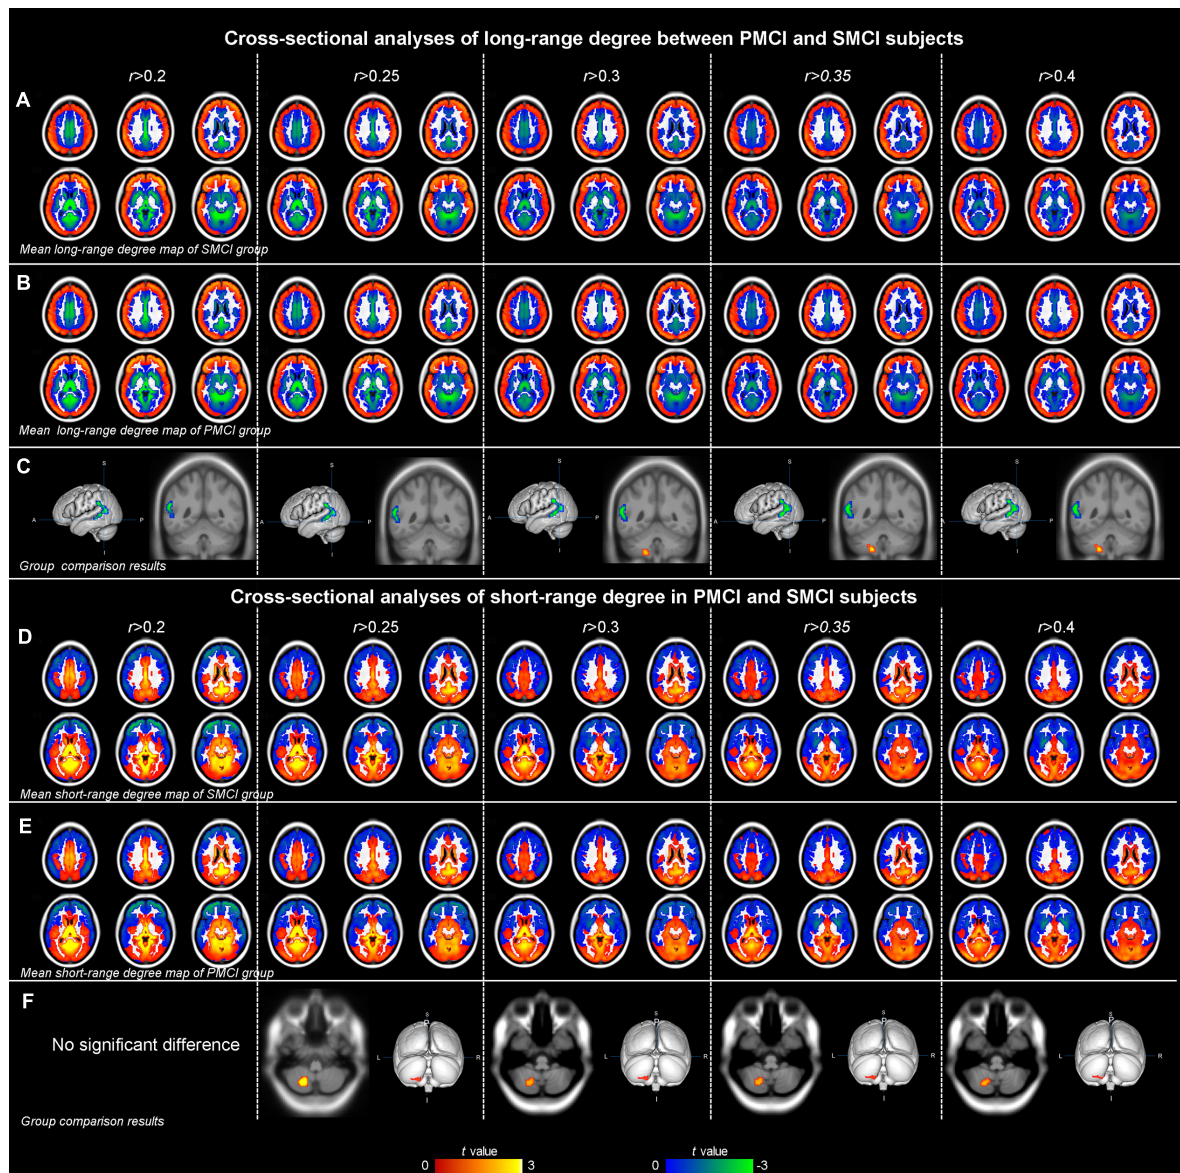 Cross-sectional analyses of long-range degree between PMCI and SMCI subjects
r>0.2 r>0.25 r>0.3 r>0.35 r>0.4
A
Mean long-range degree map of SMCI group
B
Mean long-range degree map of PMCI group
C
S S S S S
A P A P A P A P A P
I I I I I
Group comparison results
Cross-sectional analyses of short-range degree in PMCI and SMCI subjects
r>0.2 r>0.25 r>0.3 r>0.35 r>0.4
D
Mean short-range degree map of SMCI group
E
Mean short-range degree map of PMCI group
F
S S S S
P P P P
No significant difference
L R L R L R L R
I I I I
Group comparison results
t value t value
0 3 0 -3